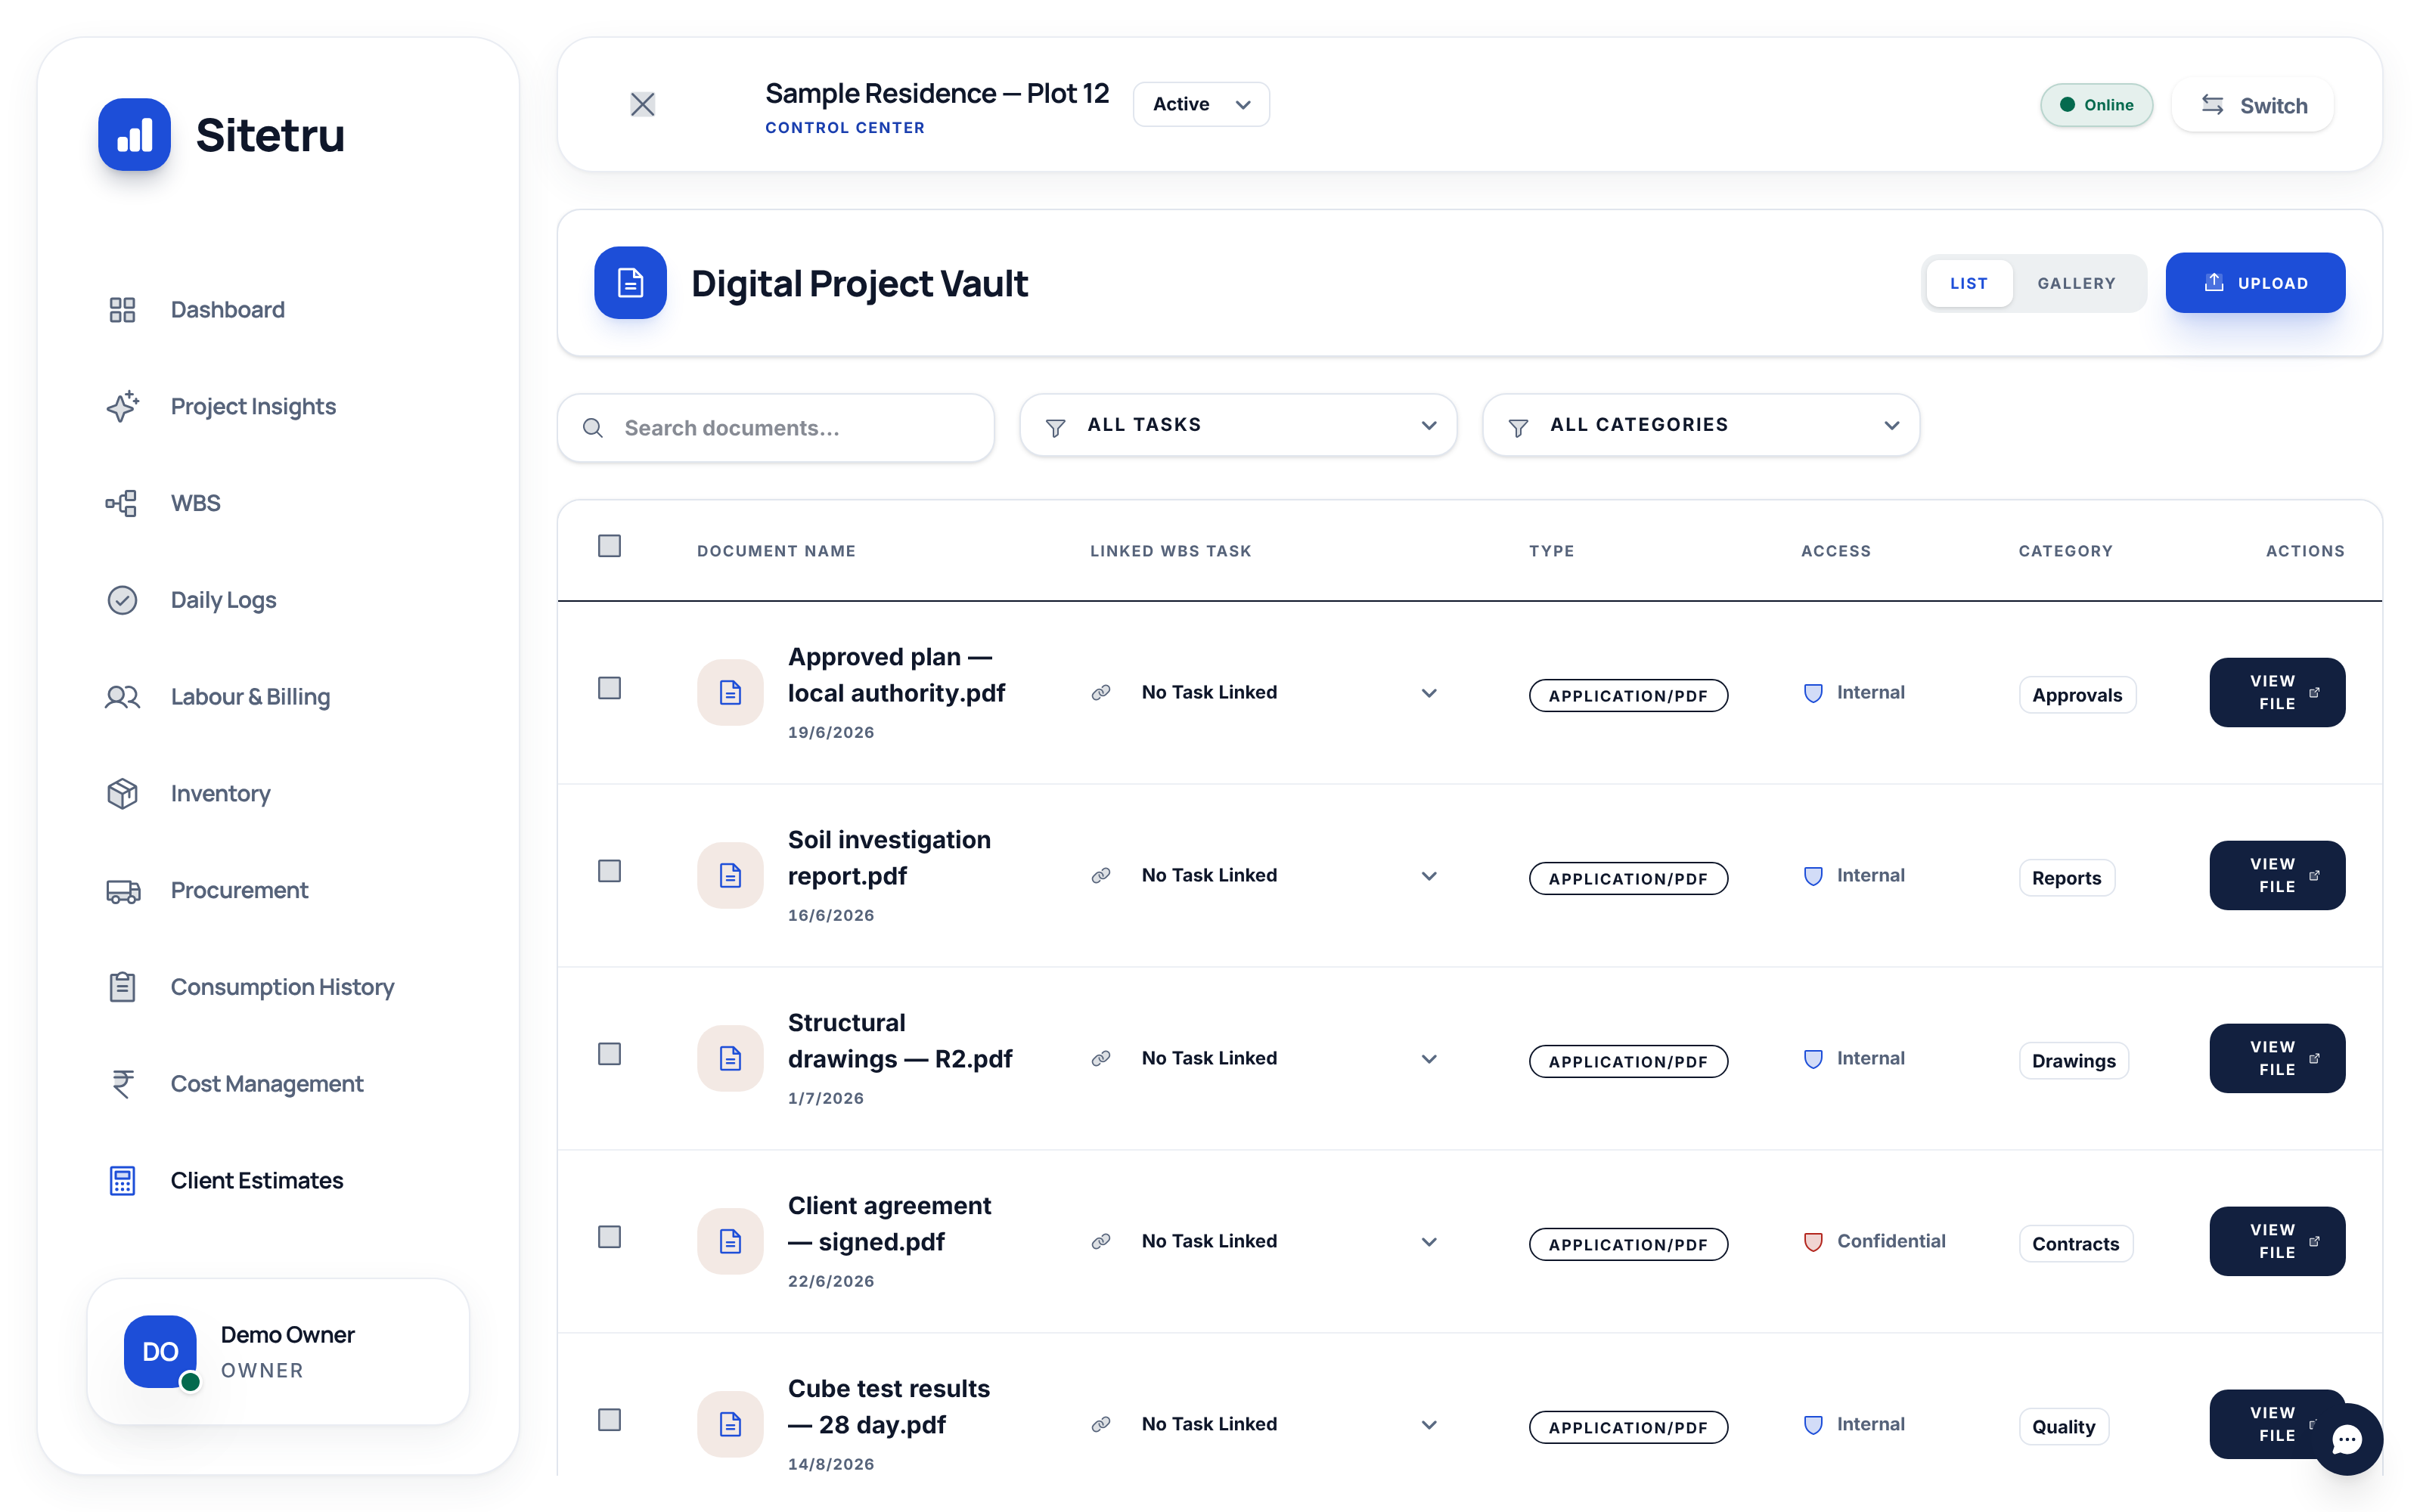 Sitetru
Dashboard
Project Insights
WBS
Daily Logs
Labour & Billing
Inventory
Procurement
Consumption History
Cost Management
Client Estimates
DO
Demo Owner
OWNER
Sample Residence — Plot 12
CONTROL CENTER
Active
Online
Switch
Digital Project Vault
LIST
GALLERY
UPLOAD
Search documents...
ALL TASKS
ALL CATEGORIES
DOCUMENT NAME
LINKED WBS TASK
TYPE
ACCESS
CATEGORY
ACTIONS
Approved plan —
local authority.pdf
19/6/2026
No Task Linked
APPLICATION/PDF
Internal
Approvals
VIEW
FILE
Soil investigation
report.pdf
16/6/2026
No Task Linked
APPLICATION/PDF
Internal
Reports
VIEW
FILE
Structural
drawings — R2.pdf
1/7/2026
No Task Linked
APPLICATION/PDF
Internal
Drawings
VIEW
FILE
Client agreement
— signed.pdf
22/6/2026
No Task Linked
APPLICATION/PDF
Confidential
Contracts
VIEW
FILE
Cube test results
— 28 day.pdf
14/8/2026
No Task Linked
APPLICATION/PDF
Internal
Quality
VIEW
FILE